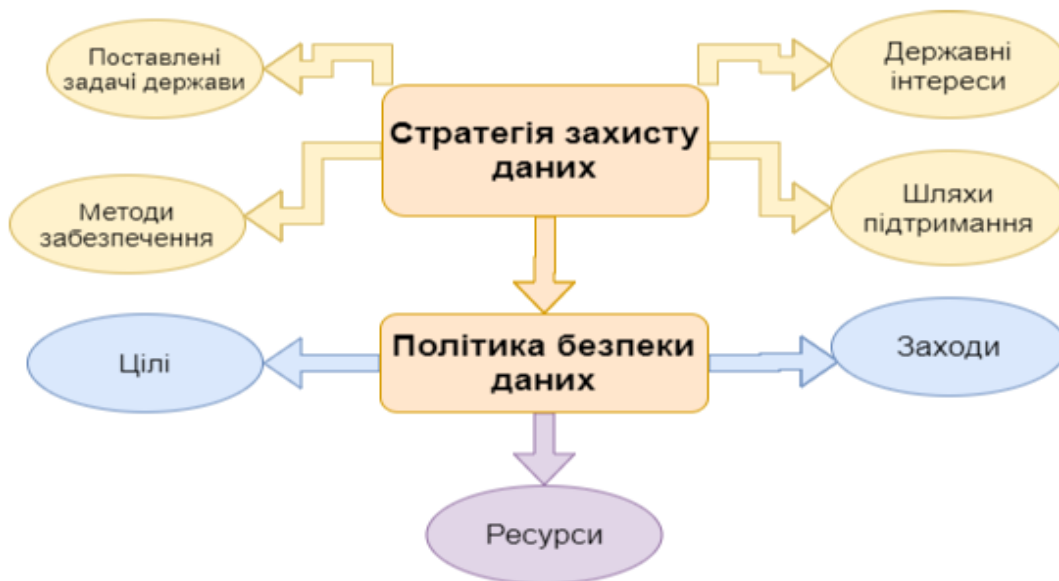 Поставлені
задачі держави
Державні
інтереси
Стратегія захисту
даних
Методи
забезпечення
Шляхи
підтримання
Цілі
Політика безпеки
даних
Заходи
Ресурси